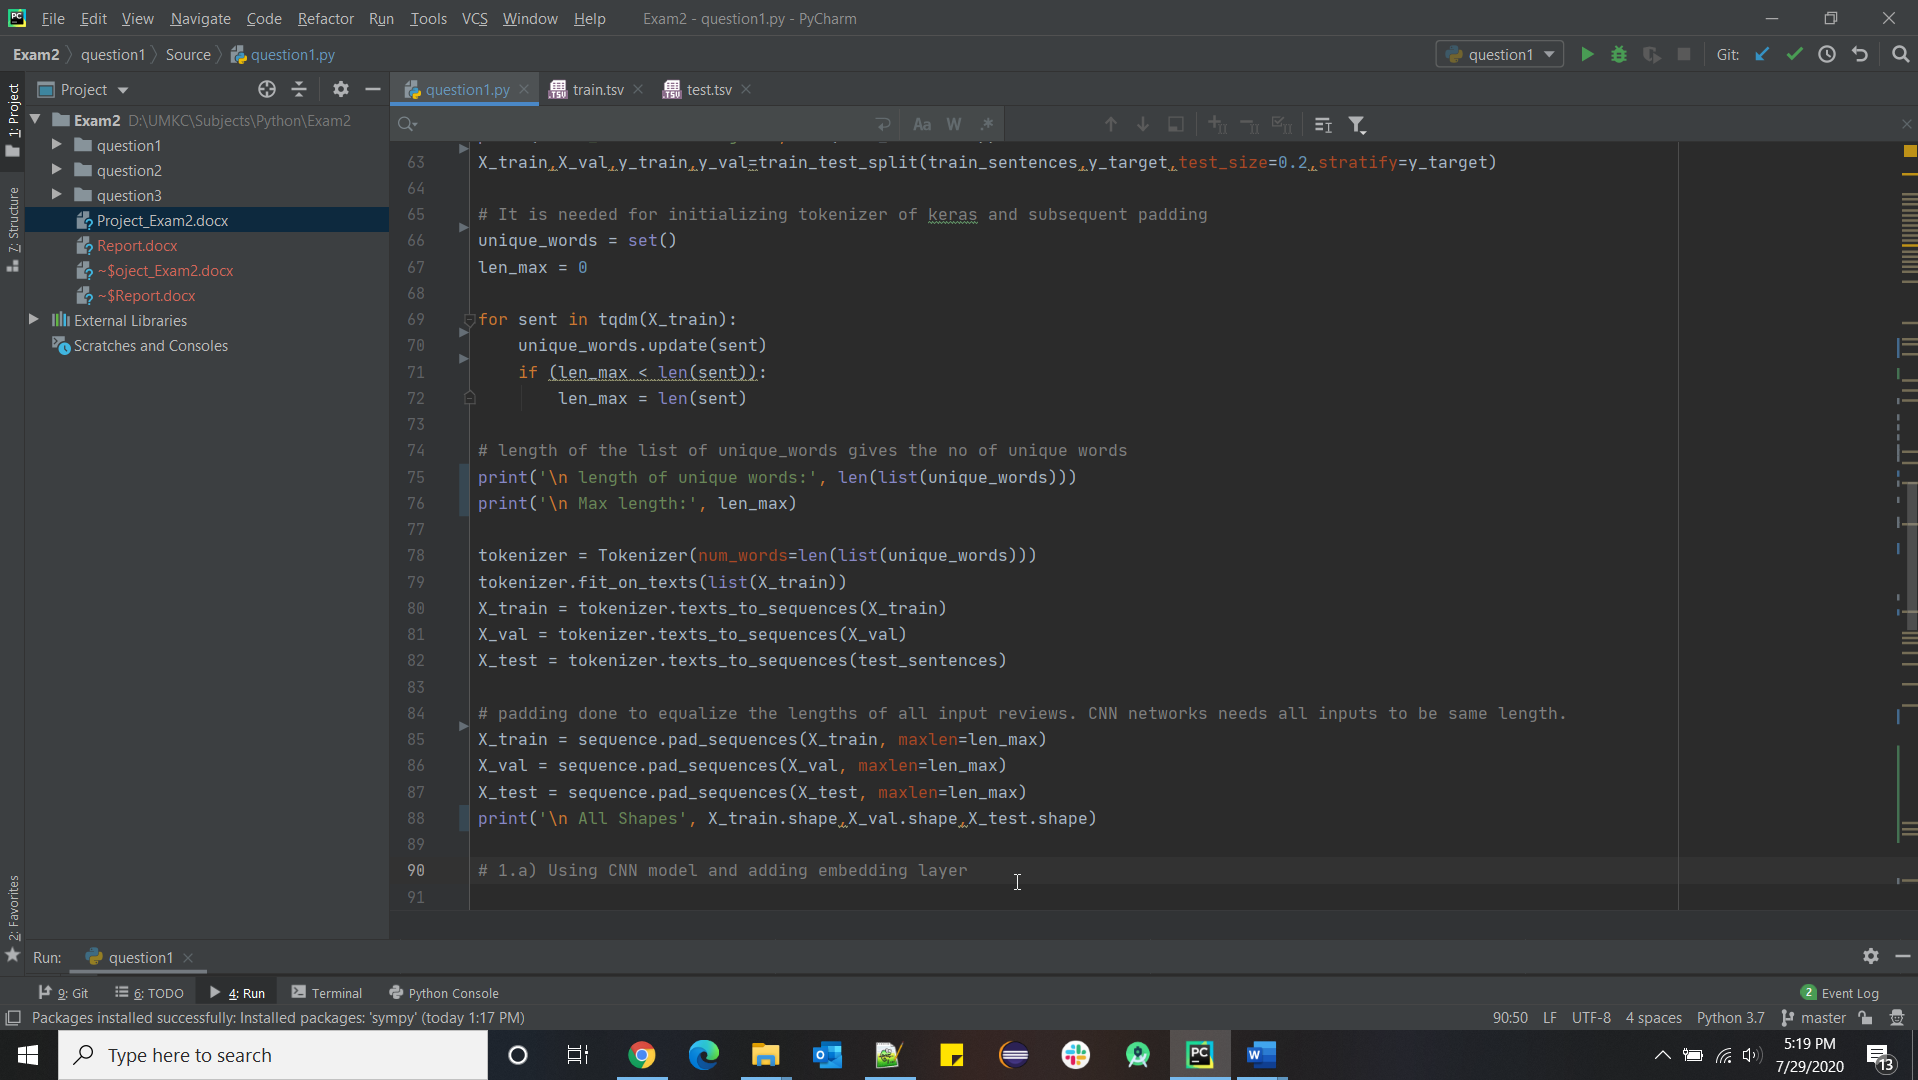 File Edit View Navigate Code Refactor Run Tools VCS Window Help Exam2 - question1.py - PyCharm
Exam2 question1 Source question1.py question1 Git:
Project question1.py train.tsv test.tsv
1: Project
7: Structure
2: Favorites
Exam2 D:\UMKC\Subjects\Python\Exam2
question1
question2
question3
Project_Exam2.docx
Report.docx
~$oject_Exam2.docx
~$Report.docx
External Libraries
Scratches and Consoles
Aa W .*
63 X_train,X_val,y_train,y_val=train_test_split(train_sentences,y_target,test_size=0.2,stratify=y_target)
64
65 # It is needed for initializing tokenizer of keras and subsequent padding
66 unique_words = set()
67 len_max = 0
68
69 for sent in tqdm(X_train):
70 unique_words.update(sent)
71 if (len_max < len(sent)):
72 len_max = len(sent)
73
74 # length of the list of unique_words gives the no of unique words
75 print('\n length of unique words:', len(list(unique_words)))
76 print('\n Max length:', len_max)
77
78 tokenizer = Tokenizer(num_words=len(list(unique_words)))
79 tokenizer.fit_on_texts(list(X_train))
80 X_train = tokenizer.texts_to_sequences(X_train)
81 X_val = tokenizer.texts_to_sequences(X_val)
82 X_test = tokenizer.texts_to_sequences(test_sentences)
83
84 # padding done to equalize the lengths of all input reviews. CNN networks needs all inputs to be same length.
85 X_train = sequence.pad_sequences(X_train, maxlen=len_max)
86 X_val = sequence.pad_sequences(X_val, maxlen=len_max)
87 X_test = sequence.pad_sequences(X_test, maxlen=len_max)
88 print('\n All Shapes', X_train.shape,X_val.shape,X_test.shape)
89
90 # 1.a) Using CNN model and adding embedding layer
91
Run: question1
9: Git 6: TODO 4: Run Terminal Python Console 2 Event Log
Packages installed successfully: Installed packages: 'sympy' (today 1:17 PM) 90:50 LF UTF-8 4 spaces Python 3.7 master
Type here to search
5:19 PM
7/29/2020
13